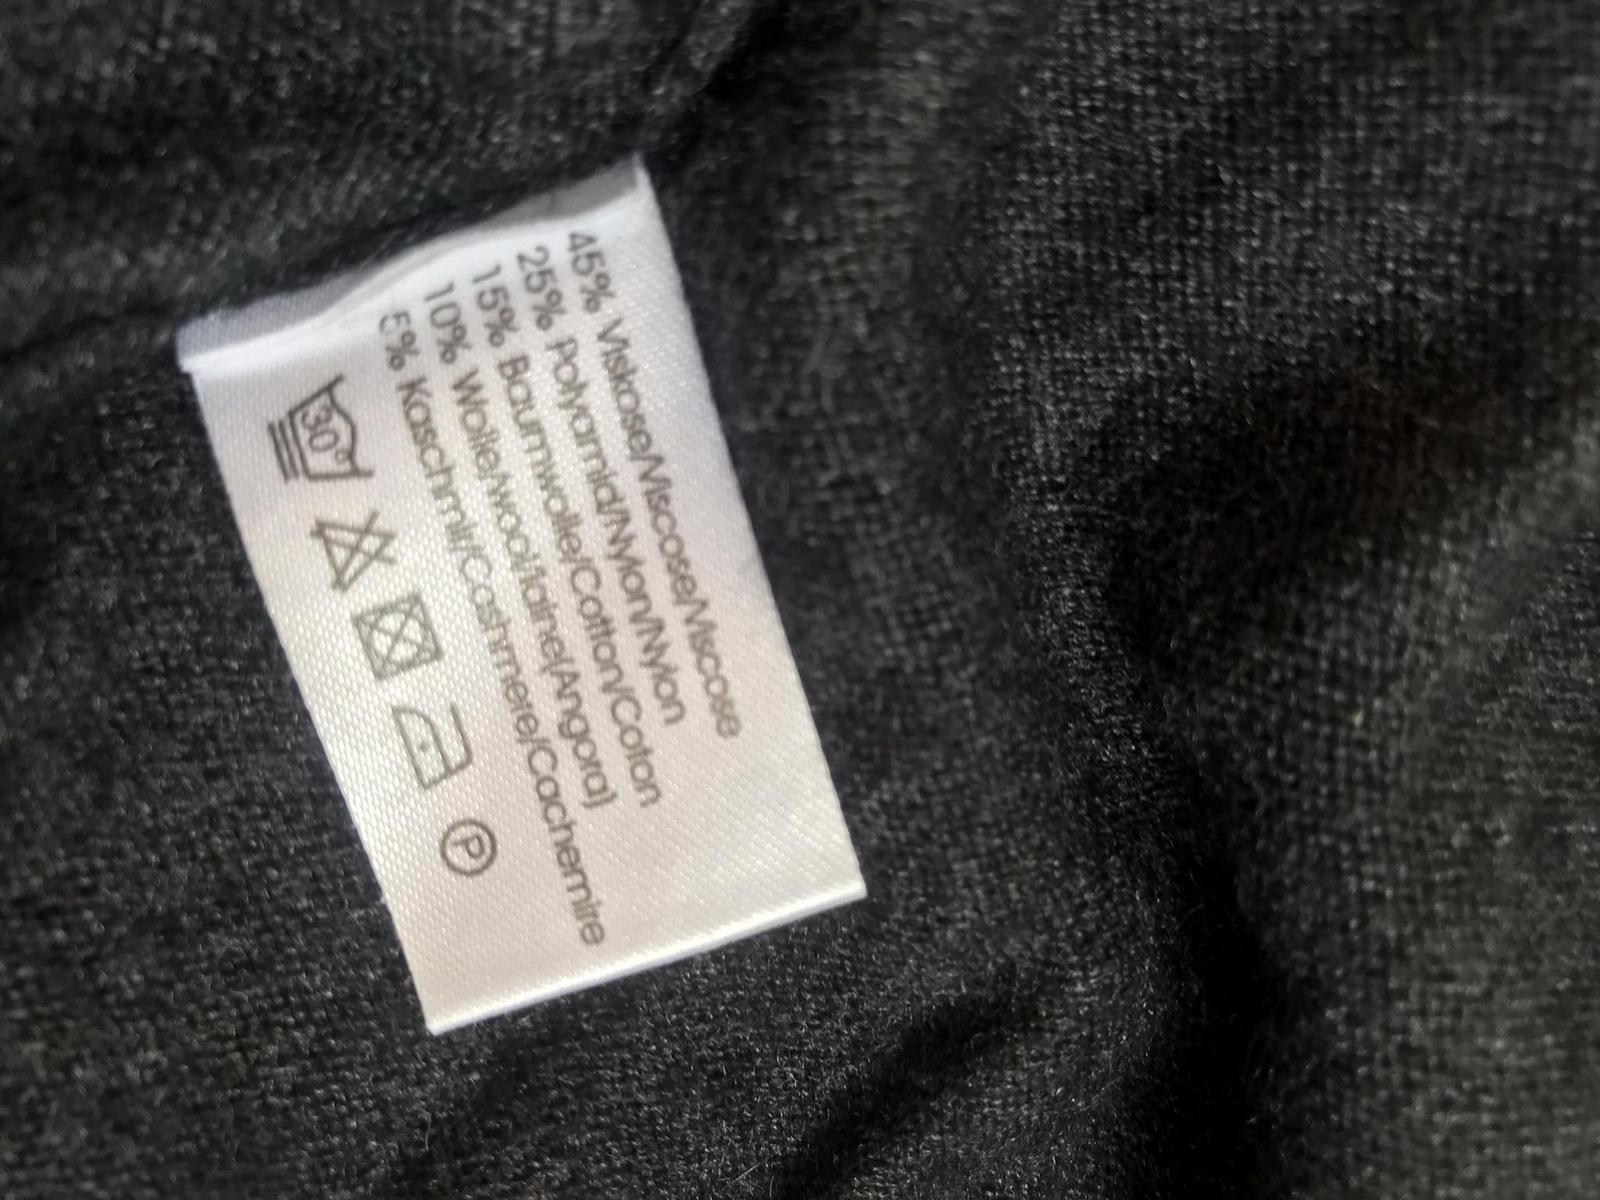 45% Viskose/Viscose/Viscose
25% Polyamid/Nylon/Nylon
15% Baumwolle/Cotton/Coton
10% Wolle/wool/laine(Angora)
5% Kaschmir/Cashmere/Cachemire
30°
P